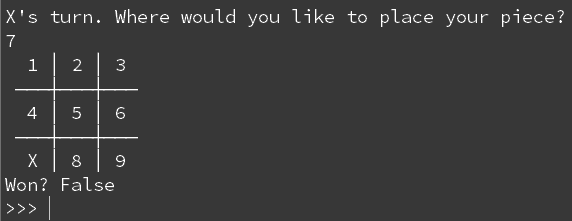 X's turn. Where would you like to place your piece?
7
1 | 2 | 3
4 | 5 | 6
X | 8 | 9
Won? False
>>>